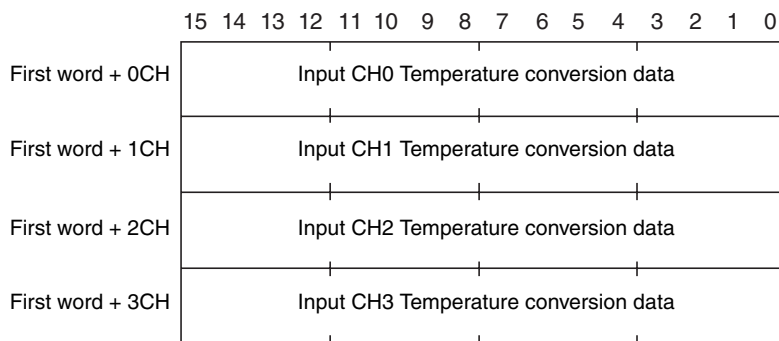 15 14 13 12 11 10 9 8 7 6 5 4 3 2 1 0
First word + 0CH Input CH0 Temperature conversion data
First word + 1CH Input CH1 Temperature conversion data
First word + 2CH Input CH2 Temperature conversion data
First word + 3CH Input CH3 Temperature conversion data